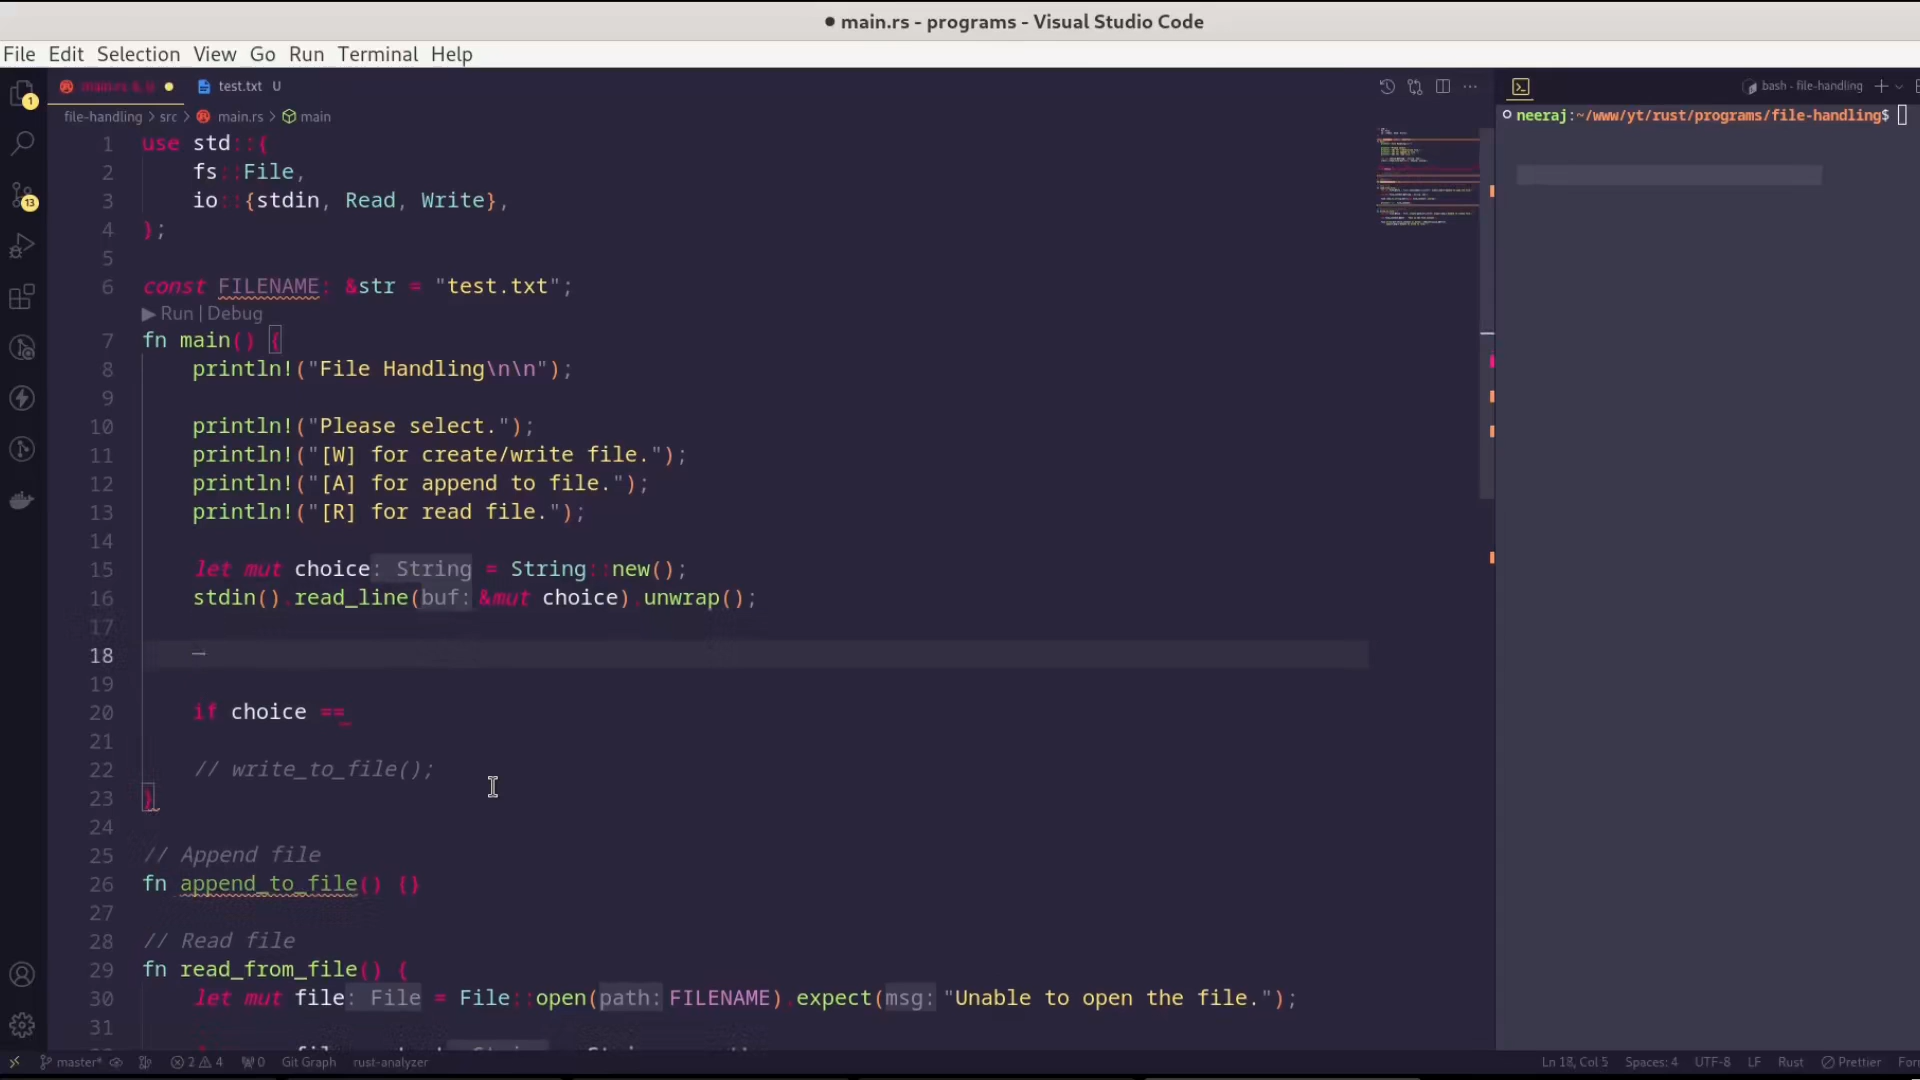 ● main.rs - programs - Visual Studio Code
File Edit Selection View Go Run Terminal Help
test.txt U
bash - file-handling
file-handling > src > main.rs > main
neeraj:~/www/yt/rust/programs/file-handling$
1 use std::{
2 fs::File,
3 io::{stdin, Read, Write},
4 };
5
6 const FILENAME: &str = "test.txt";
▶ Run | Debug
7 fn main() {
8 println!("File Handling\n\n");
9
10 println!("Please select.");
11 println!("[W] for create/write file.");
12 println!("[A] for append to file.");
13 println!("[R] for read file.");
14
15 let mut choice: String = String::new();
16 stdin().read_line(buf: &mut choice).unwrap();
17
18
19
20 if choice ==
21
22 // write_to_file();
23 }
24
25 // Append file
26 fn append_to_file() {}
27
28 // Read file
29 fn read_from_file() {
30 let mut file: File = File::open(path: FILENAME).expect(msg: "Unable to open the file.");
31
1
13
master* 2 4 0 Git Graph rust-analyzer
Ln 18, Col 5 Spaces: 4 UTF-8 LF Rust Prettier